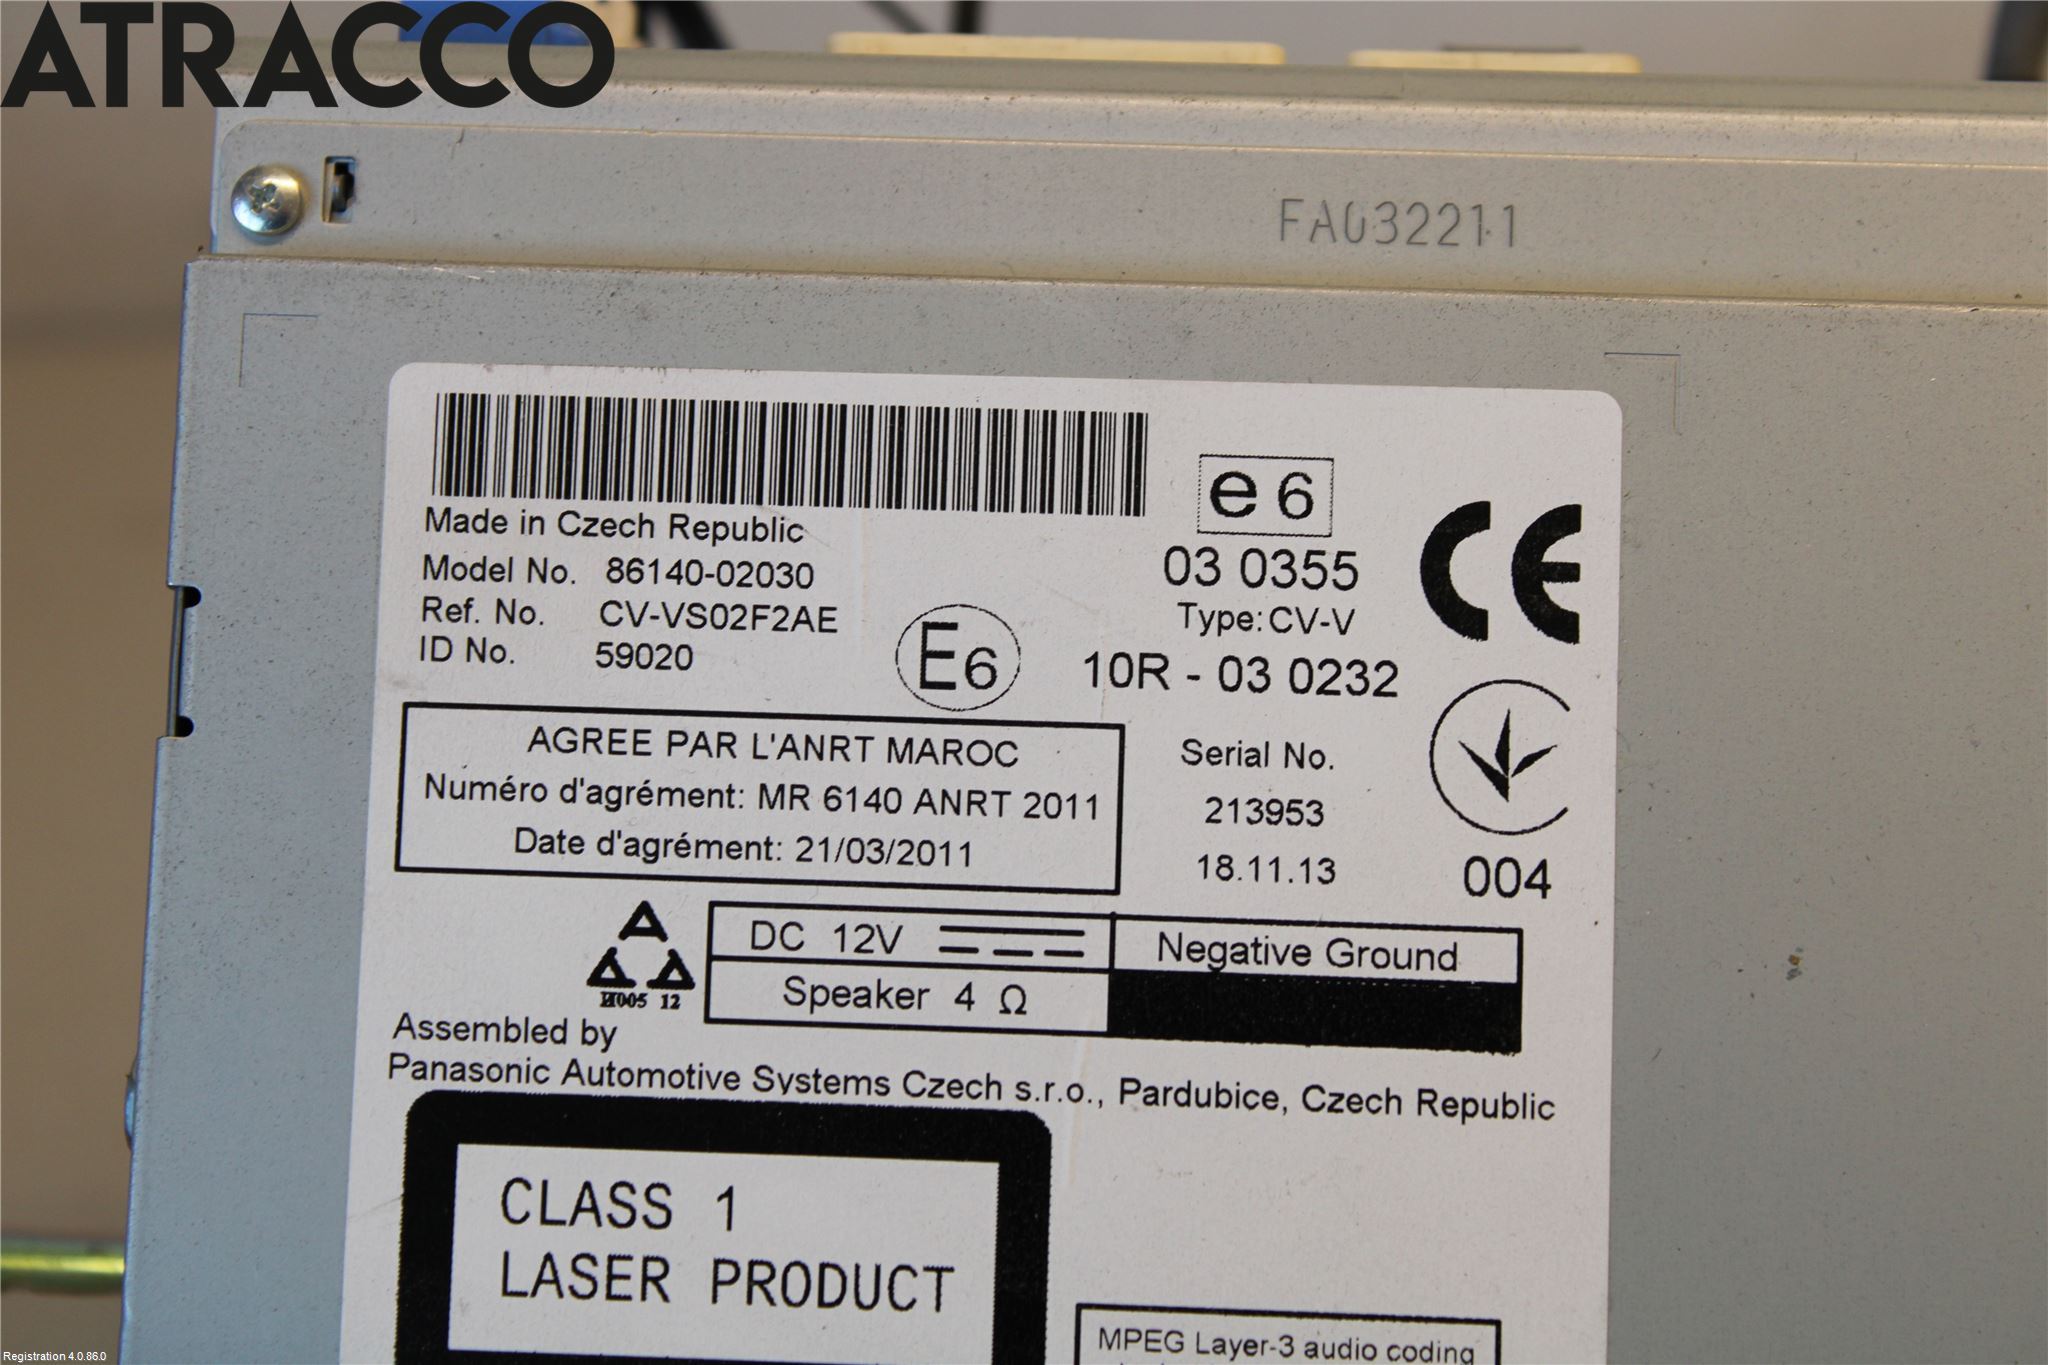 ATRACCO
FA032211
Made in Czech Republic
Model No. 86140-02030
Ref. No. CV-VS02F2AE
ID No. 59020
e6
03 0355
Type:CV-V
E6
10R - 03 0232
CE
AGREE PAR L'ANRT MAROC
Numéro d'agrément: MR 6140 ANRT 2011
Date d'agrément: 21/03/2011
Serial No.
213953
18.11.13
004
DC 12V
Negative Ground
Speaker 4 Ω
005 12
Assembled by
Panasonic Automotive Systems Czech s.r.o., Pardubice, Czech Republic
CLASS 1
LASER PRODUCT
MPEG Layer-3 audio coding
Registration 4.0.86.0